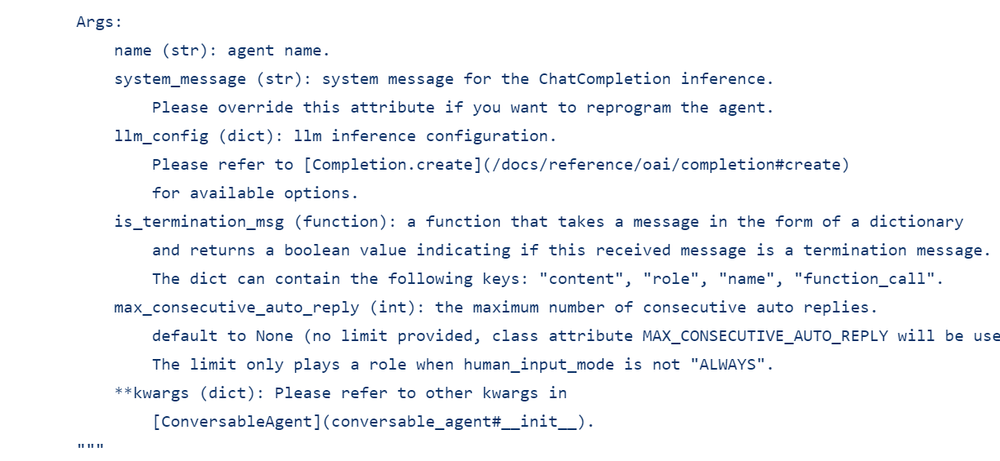 Args:
name (str): agent name.
system_message (str): system message for the ChatCompletion inference.
Please override this attribute if you want to reprogram the agent.
llm_config (dict): llm inference configuration.
Please refer to [Completion.create](/docs/reference/oai/completion#create)
for available options.
is_termination_msg (function): a function that takes a message in the form of a dictionary
and returns a boolean value indicating if this received message is a termination message.
The dict can contain the following keys: "content", "role", "name", "function_call".
max_consecutive_auto_reply (int): the maximum number of consecutive auto replies.
default to None (no limit provided, class attribute MAX_CONSECUTIVE_AUTO_REPLY will be use
The limit only plays a role when human_input_mode is not "ALWAYS".
**kwargs (dict): Please refer to other kwargs in
[ConversableAgent](conversable_agent#__init__).
"""